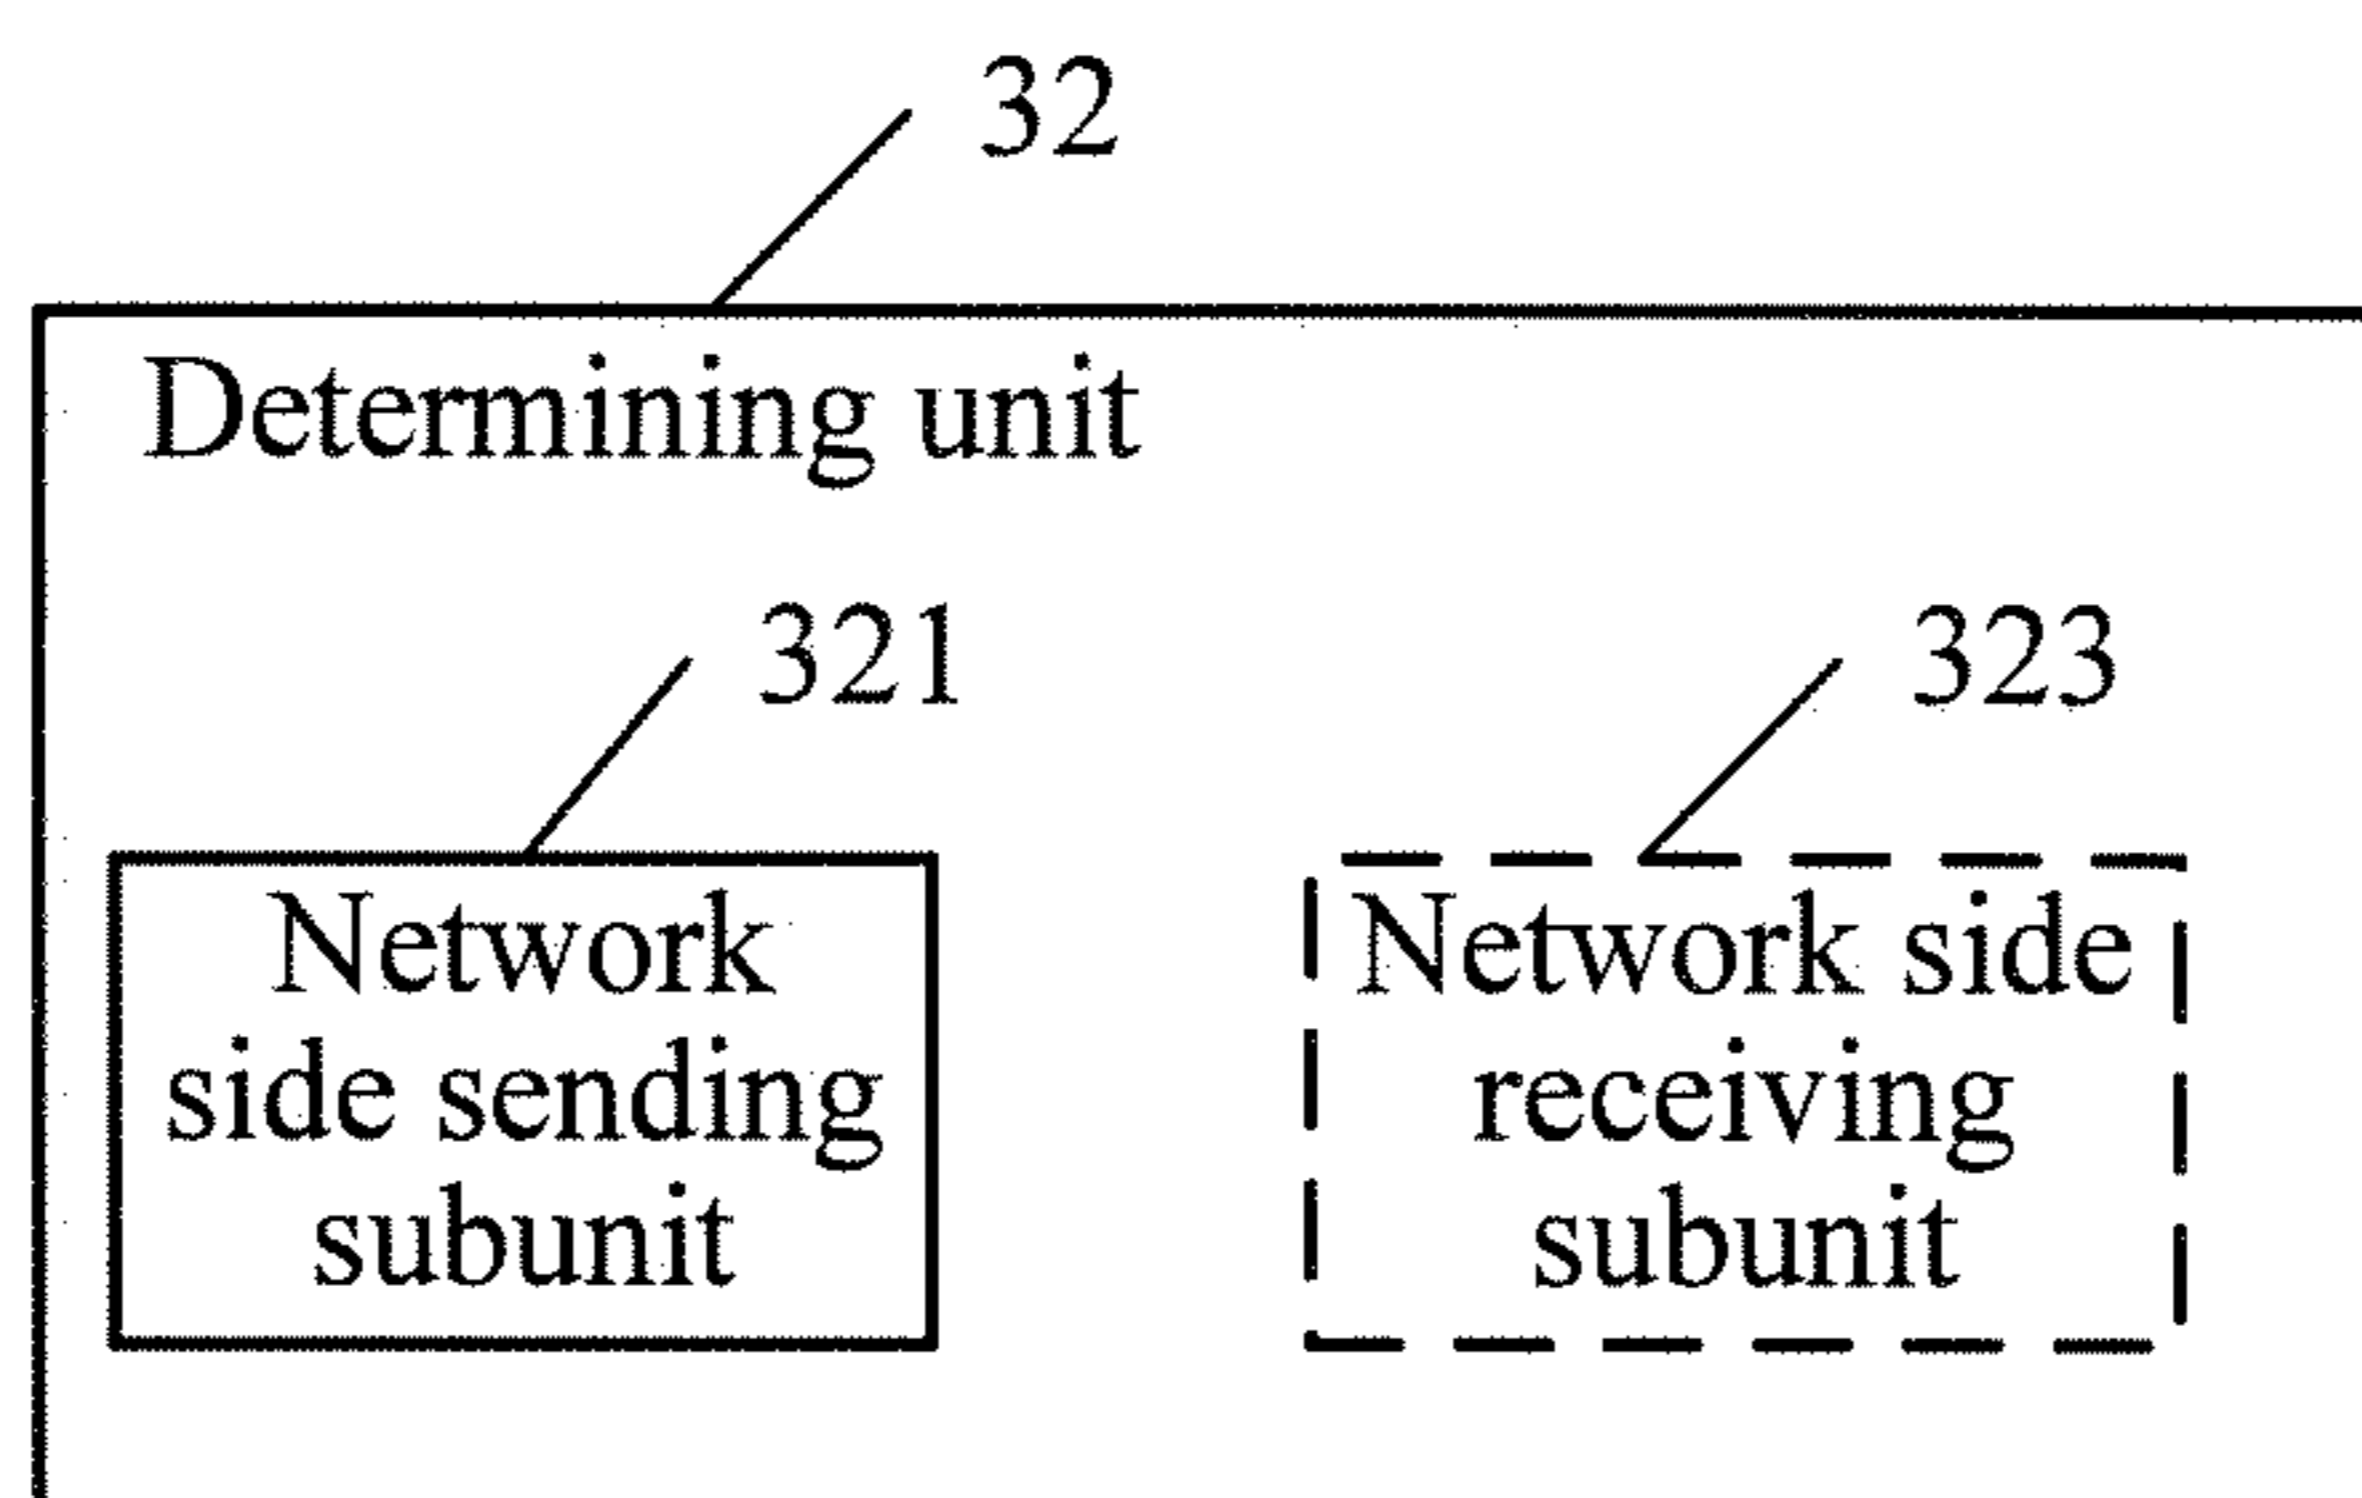 32
Determining unit
321
323
Network
side sending
subunit
Network side
receiving
subunit